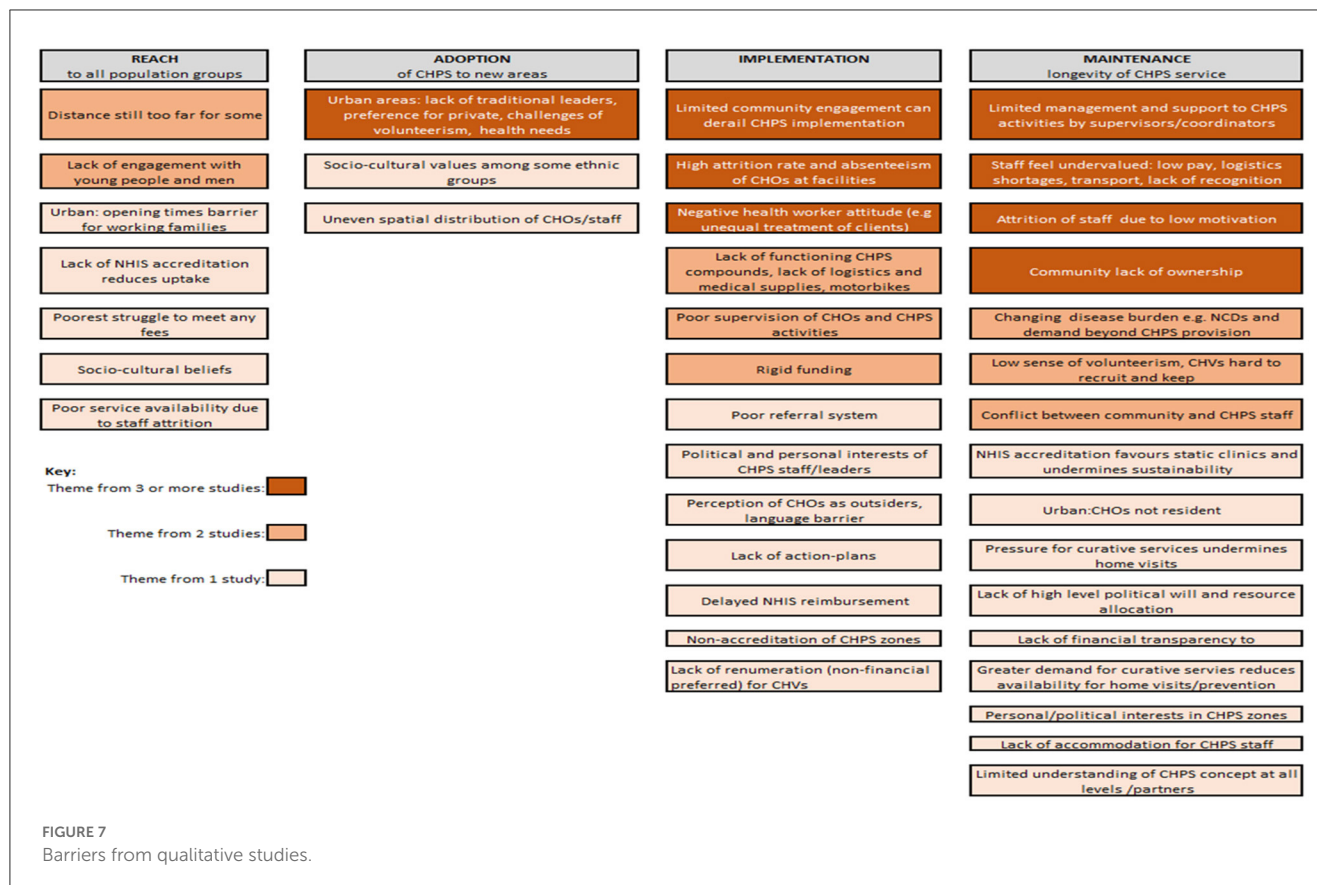 REACH
to all population groups
Distance still too far for some
Lack of engagement with
young people and men
Urban: opening times barrier
for working families
Lack of NHIS accreditation
reduces uptake
Poorest struggle to meet any
fees
Socio-cultural beliefs
Poor service availability due
to staff attrition
Key:
Theme from 3 or more studies:
Theme from 2 studies:
Theme from 1 study:
ADOPTION
of CHPS to new areas
Urban areas: lack of traditional leaders,
preference for private, challenges of
volunteerism, health needs
Socio-cultural values among some ethnic
groups
Uneven spatial distribution of CHOs/staff
IMPLEMENTATION
Limited community engagement can
derail CHPS implementation
High attrition rate and absenteeism
of CHOs at facilities
Negative health worker attitude (e.g
unequal treatment of clients)
Lack of functioning CHPS
compounds, lack of logistics and
medical supplies, motorbikes
Poor supervision of CHOs and CHPS
activities
Rigid funding
Poor referral system
Political and personal interests of
CHPS staff/leaders
Perception of CHOs as outsiders,
language barrier
Lack of action-plans
Delayed NHIS reimbursement
Non-accreditation of CHPS zones
Lack of renumeration (non-financial
preferred) for CHVs
MAINTENANCE
longevity of CHPS service
Limited management and support to CHPS
activities by supervisors/coordinators
Staff feel undervalued: low pay, logistics
shortages, transport, lack of recognition
Attrition of staff due to low motivation
Community lack of ownership
Changing disease burden e.g. NCDs and
demand beyond CHPS provision
Low sense of volunteerism, CHVs hard to
recruit and keep
Conflict between community and CHPS staff
NHIS accreditation favours static clinics and
undermines sustainability
Urban:CHOs not resident
Pressure for curative services undermines
home visits
Lack of high level political will and resource
allocation
Lack of financial transparency to
Greater demand for curative servies reduces
availability for home visits/prevention
Personal/political interests in CHPS zones
Lack of accommodation for CHPS staff
Limited understanding of CHPS concept at all
levels /partners
FIGURE 7
Barriers from qualitative studies.